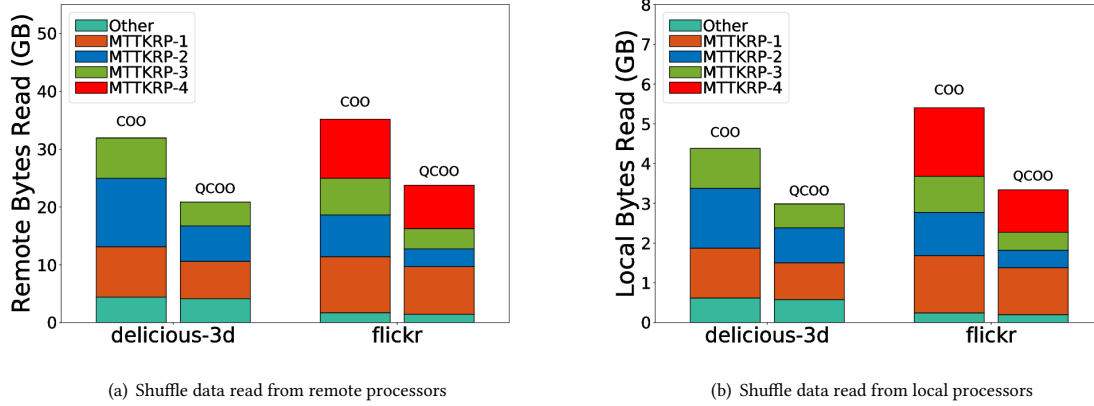 Remote Bytes Read (GB)
50
40
30
20
10
0
Other
MTTKRP-1
MTTKRP-2
MTTKRP-3
MTTKRP-4
COO
QCOO
COO
QCOO
delicious-3d
flickr
(a) Shuffle data read from remote processors
Local Bytes Read (GB)
8
7
6
5
4
3
2
1
0
Other
MTTKRP-1
MTTKRP-2
MTTKRP-3
MTTKRP-4
COO
QCOO
COO
QCOO
delicious-3d
flickr
(b) Shuffle data read from local processors